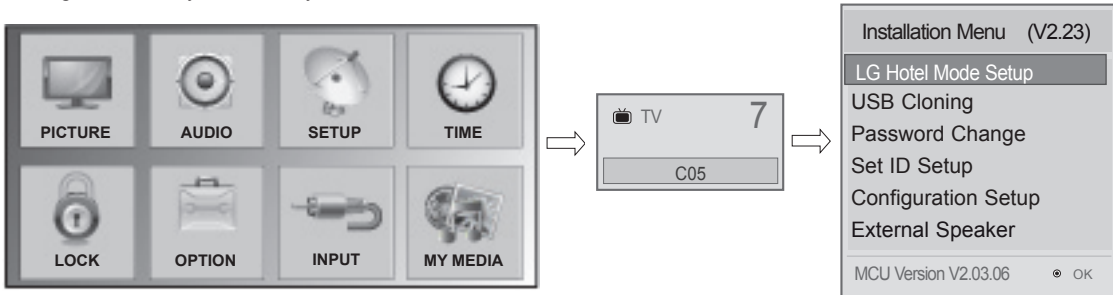 PICTURE AUDIO SETUP TIME
LOCK OPTION INPUT MY MEDIA
TV 7
C05
Installation Menu (V2.23)
LG Hotel Mode Setup
USB Cloning
Password Change
Set ID Setup
Configuration Setup
External Speaker
MCU Version V2.03.06 OK